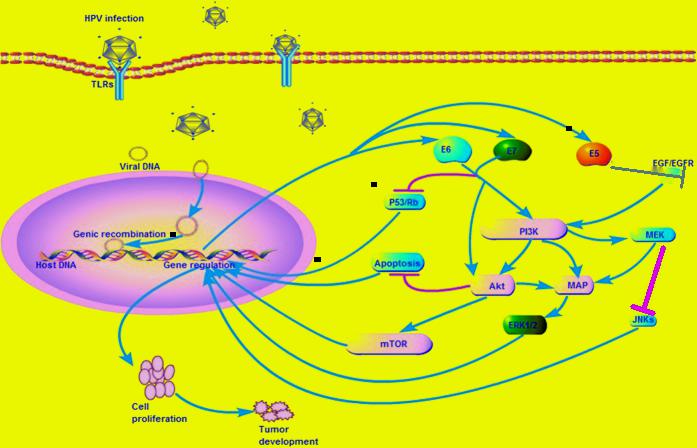 HPV infection
TLRs
Viral DNA
Genic recombination
Host DNA
Gene regulation
E6
E7
E5
EGF/EGFR
P53/Rb
PI3K
MEK
Apoptosis
Akt
MAP
JNKs
ERK1/2
mTOR
Cell
proliferation
Tumor
development